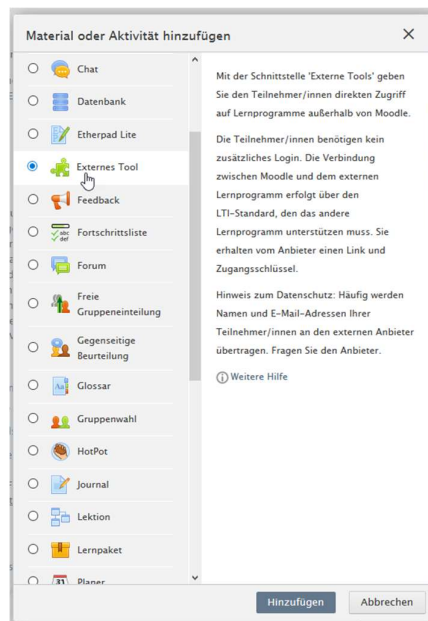 Material oder Aktivität hinzufügen
Chat
Datenbank
Etherpad Lite
Externes Tool
Feedback
abc
def
Fortschrittsliste
Forum
Freie
Gruppeneinteilung
Gegenseitige
Beurteilung
Aa
Glossar
Gruppenwahl
HotPot
Journal
Lektion
Lernpaket
31
Planer
Mit der Schnittstelle 'Externe Tools' geben
Sie den Teilnehmer/innen direkten Zugriff
auf Lernprogramme außerhalb von Moodle.
Die Teilnehmer/innen benötigen kein
zusätzliches Login. Die Verbindung
zwischen Moodle und dem externen
Lernprogramm erfolgt über den
LTI-Standard, den das andere
Lernprogramm unterstützen muss. Sie
erhalten vom Anbieter einen Link und
Zugangsschlüssel.
Hinweis zum Datenschutz: Häufig werden
Namen und E-Mail-Adressen Ihrer
Teilnehmer/innen an den externen Anbieter
übertragen. Fragen Sie den Anbieter.
Weitere Hilfe
Hinzufügen
Abbrechen